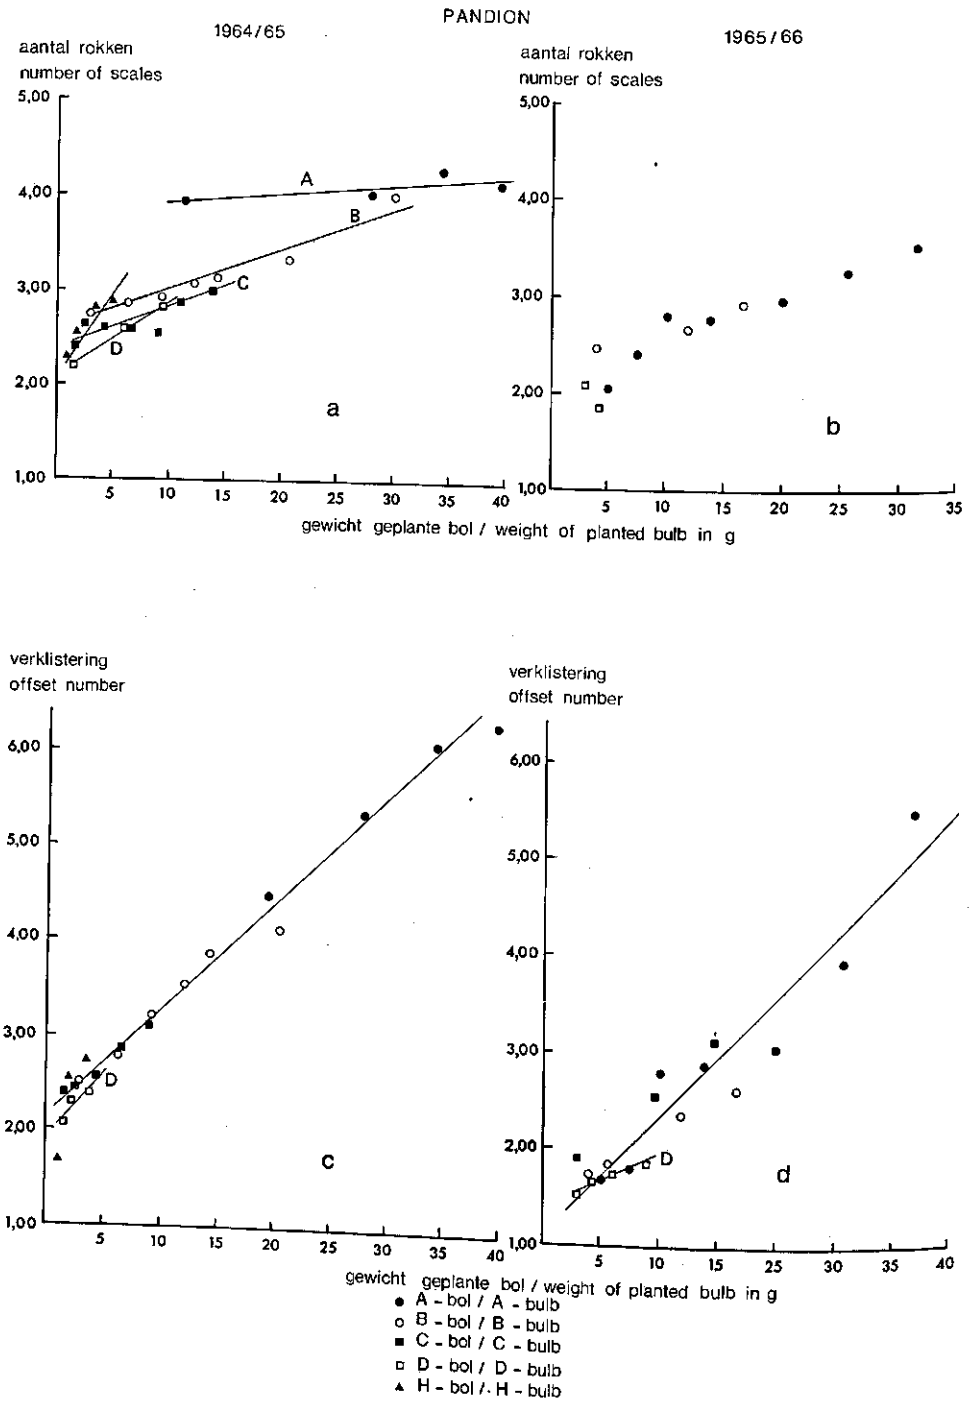 PANDION
1964/65
1965/66
aantal rokken
number of scales
5,00
4,00
3,00
2,00
1,00
A
B
C
D
a
5 10 15 20 25 30 35 40
aantal rokken
number of scales
5,00
4,00
3,00
2,00
1,00
b
5 10 15 20 25 30 35
gewicht geplante bol / weight of planted bulb in g
verklistering
offset number
6,00
5,00
4,00
3,00
2,00
1,00
D
c
5 10 15 20 25 30 35 40
verklistering
offset number
6,00
5,00
4,00
3,00
2,00
1,00
D
d
5 10 15 20 25 30 35 40
gewicht geplante bol / weight of planted bulb in g
A - bol / A - bulb
B - bol / B - bulb
C - bol / C - bulb
D - bol / D - bulb
H - bol / H - bulb